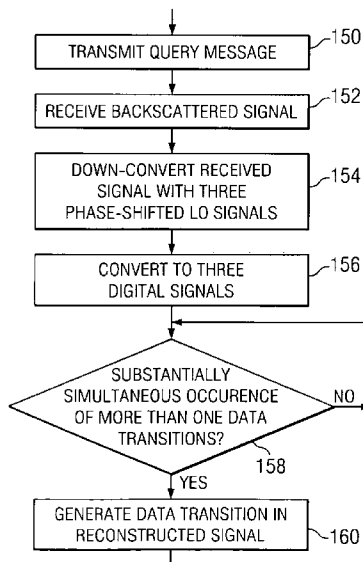 TRANSMIT QUERY MESSAGE
150
RECEIVE BACKSCATTERED SIGNAL
152
DOWN-CONVERT RECEIVED
SIGNAL WITH THREE
PHASE-SHIFTED LO SIGNALS
154
CONVERT TO THREE
DIGITAL SIGNALS
156
SUBSTANTIALLY
SIMULTANEOUS OCCURENCE
OF MORE THAN ONE DATA
TRANSITIONS?
NO
158
YES
GENERATE DATA TRANSITION IN
RECONSTRUCTED SIGNAL
160